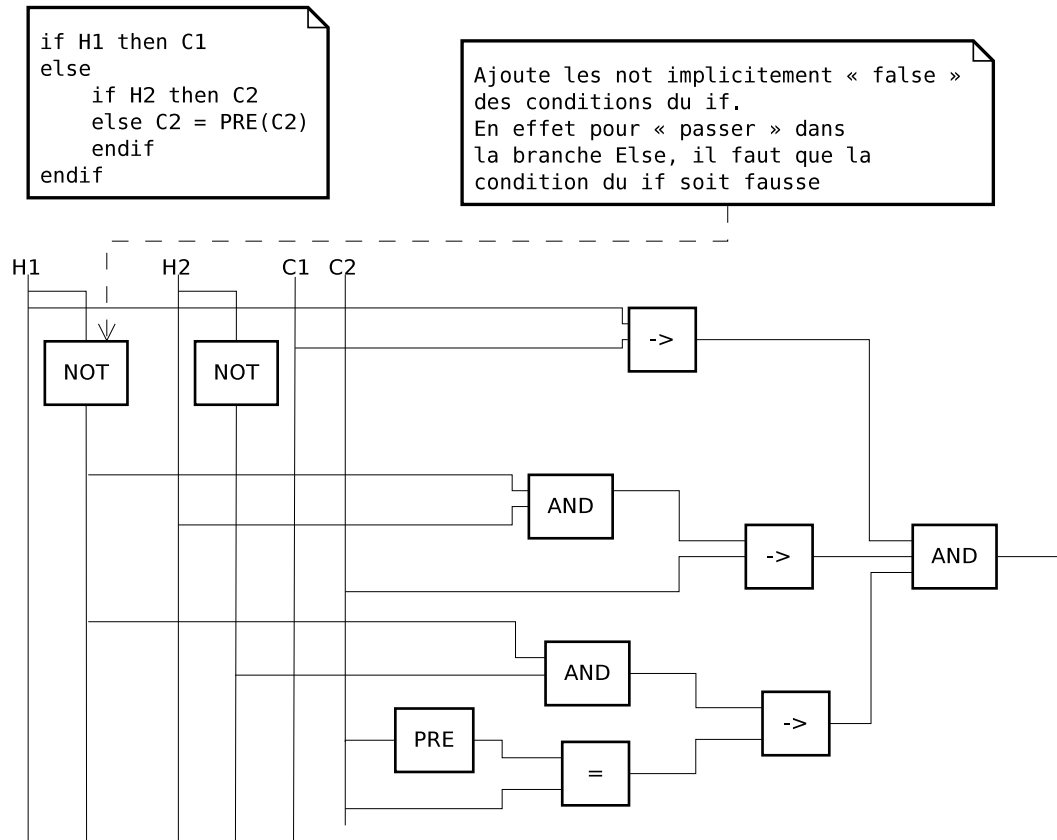 if H1 then C1
else
if H2 then C2
else C2 = PRE(C2)
endif
endif
Ajoute les not implicitement « false »
des conditions du if.
En effet pour « passer » dans
la branche Else, il faut que la
condition du if soit fausse
H1 H2 C1 C2
->
NOT NOT
AND
-> AND
AND
->
PRE
=